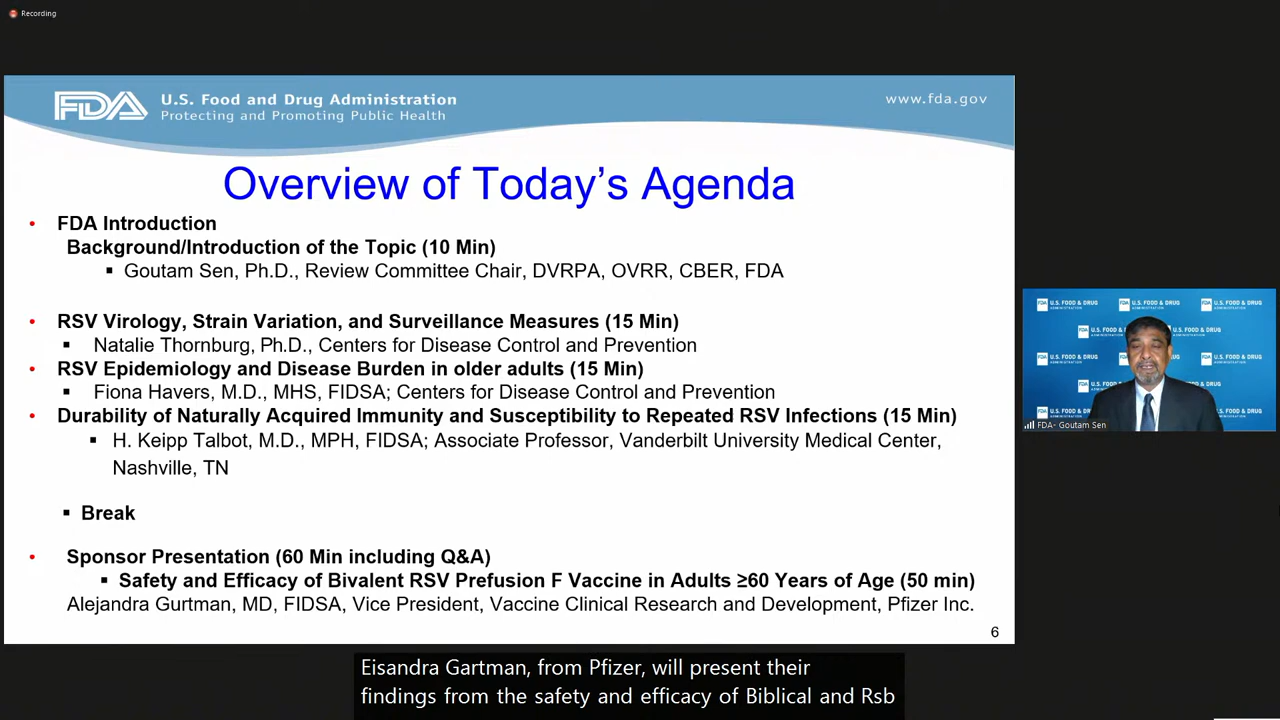 Recording
FDA
U.S. Food and Drug Administration
Protecting and Promoting Public Health
www.fda.gov
Overview of Today's Agenda
• FDA Introduction
Background/Introduction of the Topic (10 Min)
▪ Goutam Sen, Ph.D., Review Committee Chair, DVRPA, OVRR, CBER, FDA
• RSV Virology, Strain Variation, and Surveillance Measures (15 Min)
▪ Natalie Thornburg, Ph.D., Centers for Disease Control and Prevention
• RSV Epidemiology and Disease Burden in older adults (15 Min)
▪ Fiona Havers, M.D., MHS, FIDSA; Centers for Disease Control and Prevention
• Durability of Naturally Acquired Immunity and Susceptibility to Repeated RSV Infections (15 Min)
▪ H. Keipp Talbot, M.D., MPH, FIDSA; Associate Professor, Vanderbilt University Medical Center,
Nashville, TN
▪ Break
• Sponsor Presentation (60 Min including Q&A)
▪ Safety and Efficacy of Bivalent RSV Prefusion F Vaccine in Adults ≥60 Years of Age (50 min)
Alejandra Gurtman, MD, FIDSA, Vice President, Vaccine Clinical Research and Development, Pfizer Inc.
6
FDA U.S. FOOD & DRUG ADMINISTRATION
FDA- Goutam Sen
Eisandra Gartman, from Pfizer, will present their
findings from the safety and efficacy of Biblical and Rsb